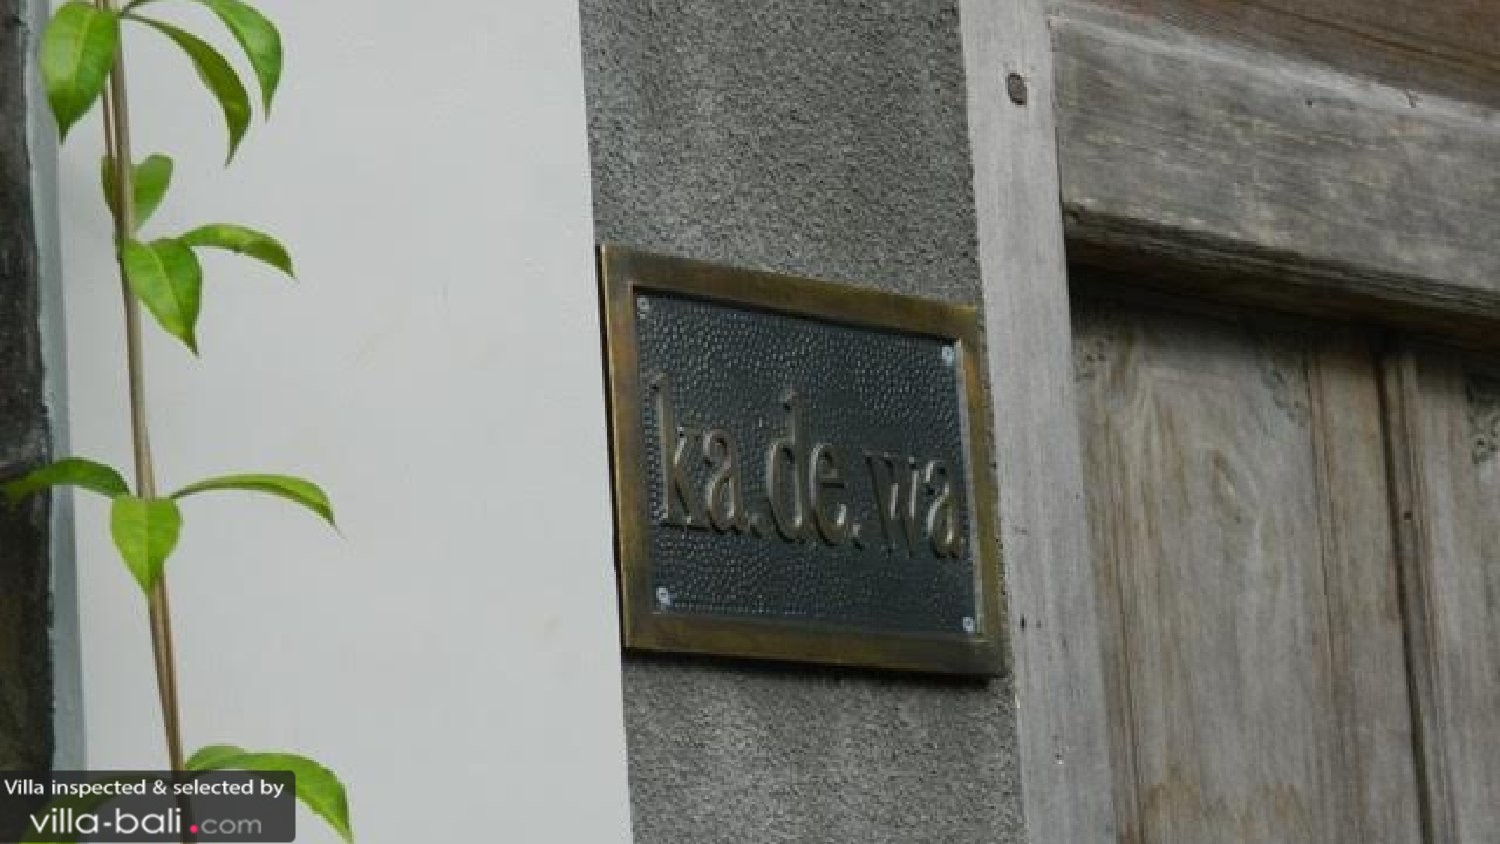 ka.de.wa
Villa inspected & selected by
villa-bali.com